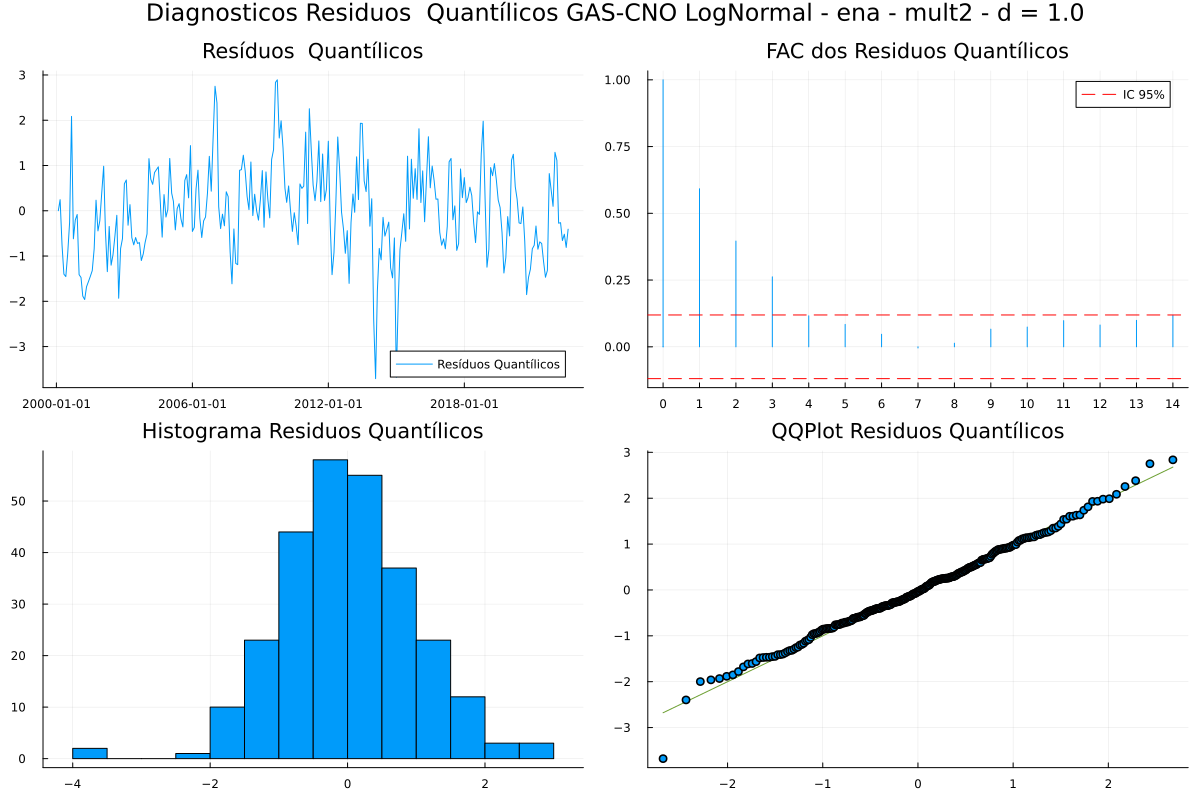 Diagnosticos Residuos  Quantílicos GAS-CNO LogNormal - ena - mult2 - d = 1.0
Resíduos  Quantílicos
3
2
1
0
−1
−2
−3
2000-01-01 2006-01-01 2012-01-01 2018-01-01
Resíduos Quantílicos
FAC dos Residuos Quantílicos
1.00
0.75
0.50
0.25
0.00
0 1 2 3 4 5 6 7 8 9 10 11 12 13 14
IC 95%
Histograma Residuos Quantílicos
50
40
30
20
10
0
−4 −2 0 2
QQPlot Residuos Quantílicos
3
2
1
0
−1
−2
−3
−2 −1 0 1 2